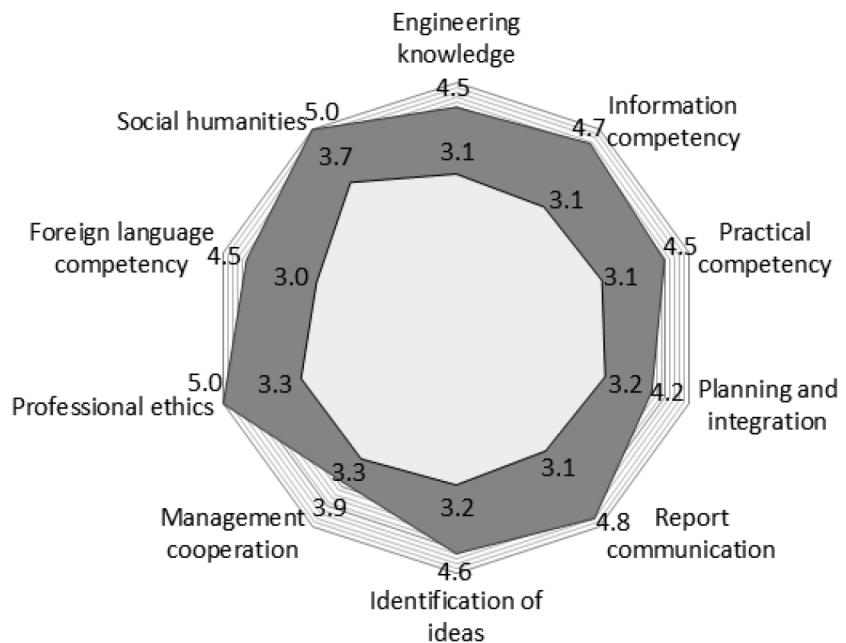 Engineering
knowledge
4.5
3.1
Information
competency
4.7
3.1
Practical
competency
4.5
3.1
Planning and
integration
4.2
3.2
Report
communication
4.8
3.1
Identification of
ideas
4.6
3.2
Management
cooperation
3.9
3.3
Professional ethics
5.0
3.3
Foreign language
competency
4.5
3.0
Social humanities
5.0
3.7